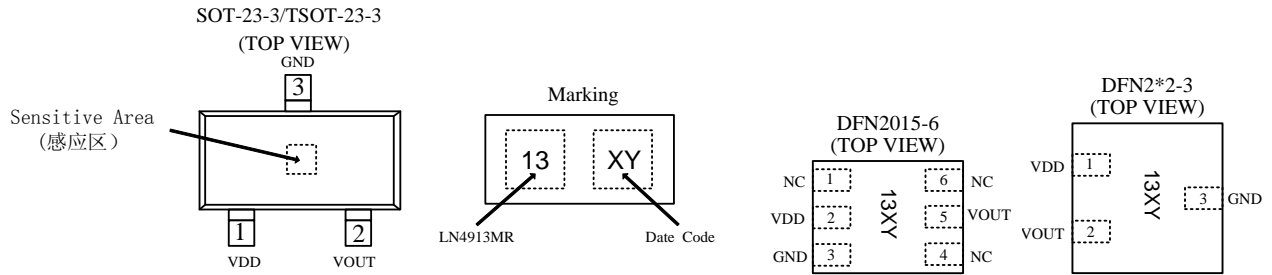 SOT-23-3/TSOT-23-3
(TOP VIEW)
GND
3
Sensitive Area
(感应区)
1
2
VDD
VOUT
Marking
13
XY
LN4913MR
Date Code
DFN2015-6
(TOP VIEW)
NC 1 6 NC
VDD 2 5 VOUT
GND 3 4 NC
13XY
DFN2*2-3
(TOP VIEW)
VDD 1
VOUT 2
3 GND
13XY